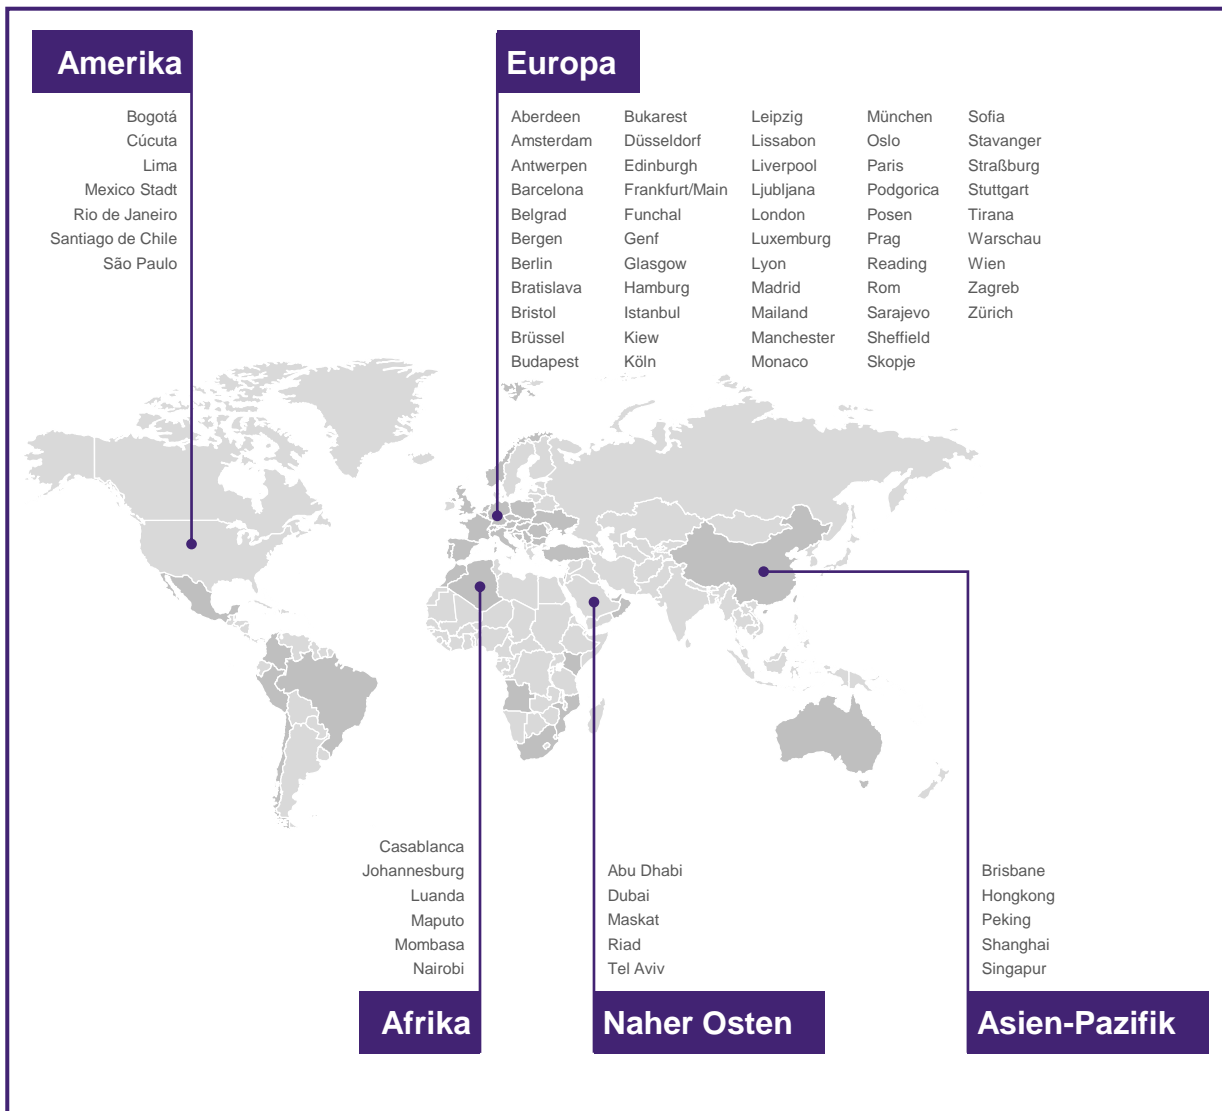 Amerika
Bogotá
Cúcuta
Lima
Mexico Stadt
Rio de Janeiro
Santiago de Chile
São Paulo
Europa
Aberdeen
Amsterdam
Antwerpen
Barcelona
Belgrad
Bergen
Berlin
Bratislava
Bristol
Brüssel
Budapest
Bukarest
Düsseldorf
Edinburgh
Frankfurt/Main
Funchal
Genf
Glasgow
Hamburg
Istanbul
Kiew
Köln
Leipzig
Lissabon
Liverpool
Ljubljana
London
Luxemburg
Lyon
Madrid
Mailand
Manchester
Monaco
München
Oslo
Paris
Podgorica
Posen
Prag
Reading
Rom
Sarajevo
Sheffield
Skopje
Sofia
Stavanger
Straßburg
Stuttgart
Tirana
Warschau
Wien
Zagreb
Zürich
Casablanca
Johannesburg
Luanda
Maputo
Mombasa
Nairobi
Afrika
Abu Dhabi
Dubai
Maskat
Riad
Tel Aviv
Naher Osten
Brisbane
Hongkong
Peking
Shanghai
Singapur
Asien-Pazifik